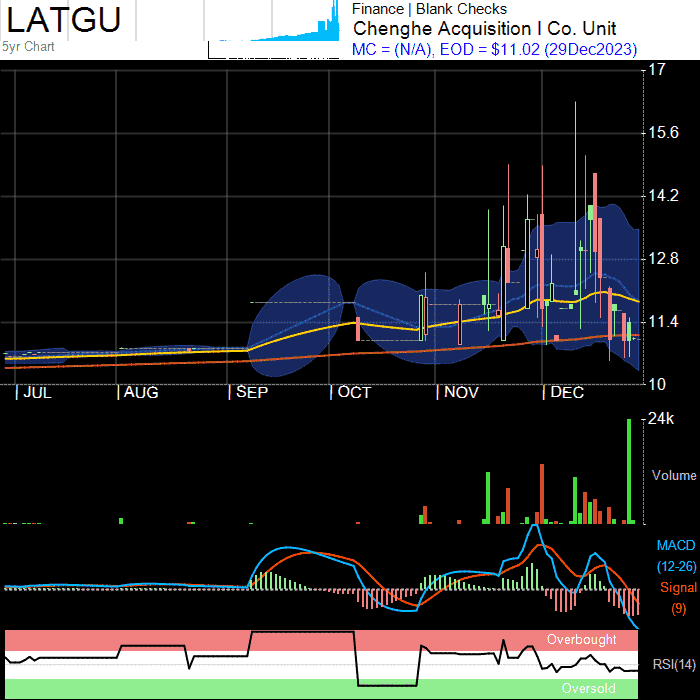 LATGU
5yr Chart
Finance | Blank Checks
Chenghe Acquisition I Co. Unit
MC = (N/A), EOD = $11.02 (29Dec2023)
17
15.6
14.2
12.8
11.4
10
| JUL | AUG | SEP | OCT | NOV | DEC
24k
Volume
MACD
(12-26)
Signal
(9)
Overbought
RSI(14)
Oversold